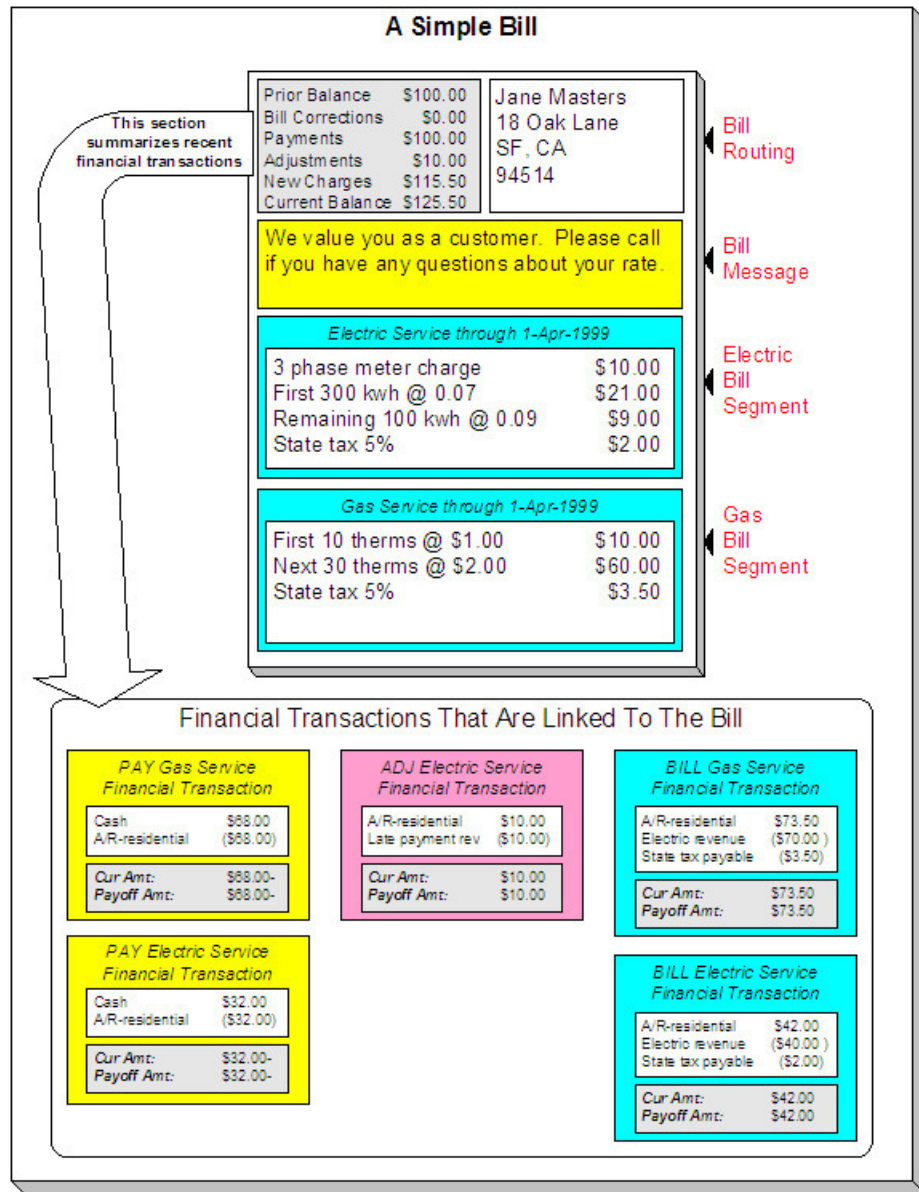 A Simple Bill
This section
summarizes recent
financial transactions
Prior Balance $100.00
Bill Corrections $0.00
Payments $100.00
Adjustments $10.00
New Charges $115.50
Current Balance $125.50
Jane Masters
18 Oak Lane
SF, CA
94514
Bill
Routing
We value you as a customer. Please call
if you have any questions about your rate.
Bill
Message
Electric Service through 1-Apr-1999
3 phase meter charge $10.00
First 300 kwh @ 0.07 $21.00
Remaining 100 kwh @ 0.09 $9.00
State tax 5% $2.00
Electric
Bill
Segment
Gas Service through 1-Apr-1999
First 10 therms @ $1.00 $10.00
Next 30 therms @ $2.00 $60.00
State tax 5% $3.50
Gas
Bill
Segment
Financial Transactions That Are Linked To The Bill
PAY Gas Service
Financial Transaction
Cash $68.00
A/R-residential ($68.00)
Cur Amt: $68.00-
Payoff Amt: $68.00-
ADJ Electric Service
Financial Transaction
A/R-residential $10.00
Late payment rev ($10.00)
Cur Amt: $10.00
Payoff Amt: $10.00
BILL Gas Service
Financial Transaction
A/R-residential $73.50
Electric revenue ($70.00 )
State tax payable ($3.50)
Cur Amt: $73.50
Payoff Amt: $73.50
PAY Electric Service
Financial Transaction
Cash $32.00
A/R-residential ($32.00)
Cur Amt: $32.00-
Payoff Amt: $32.00-
BILL Electric Service
Financial Transaction
A/R-residential $42.00
Electric revenue ($40.00 )
State tax payable ($2.00)
Cur Amt: $42.00
Payoff Amt: $42.00